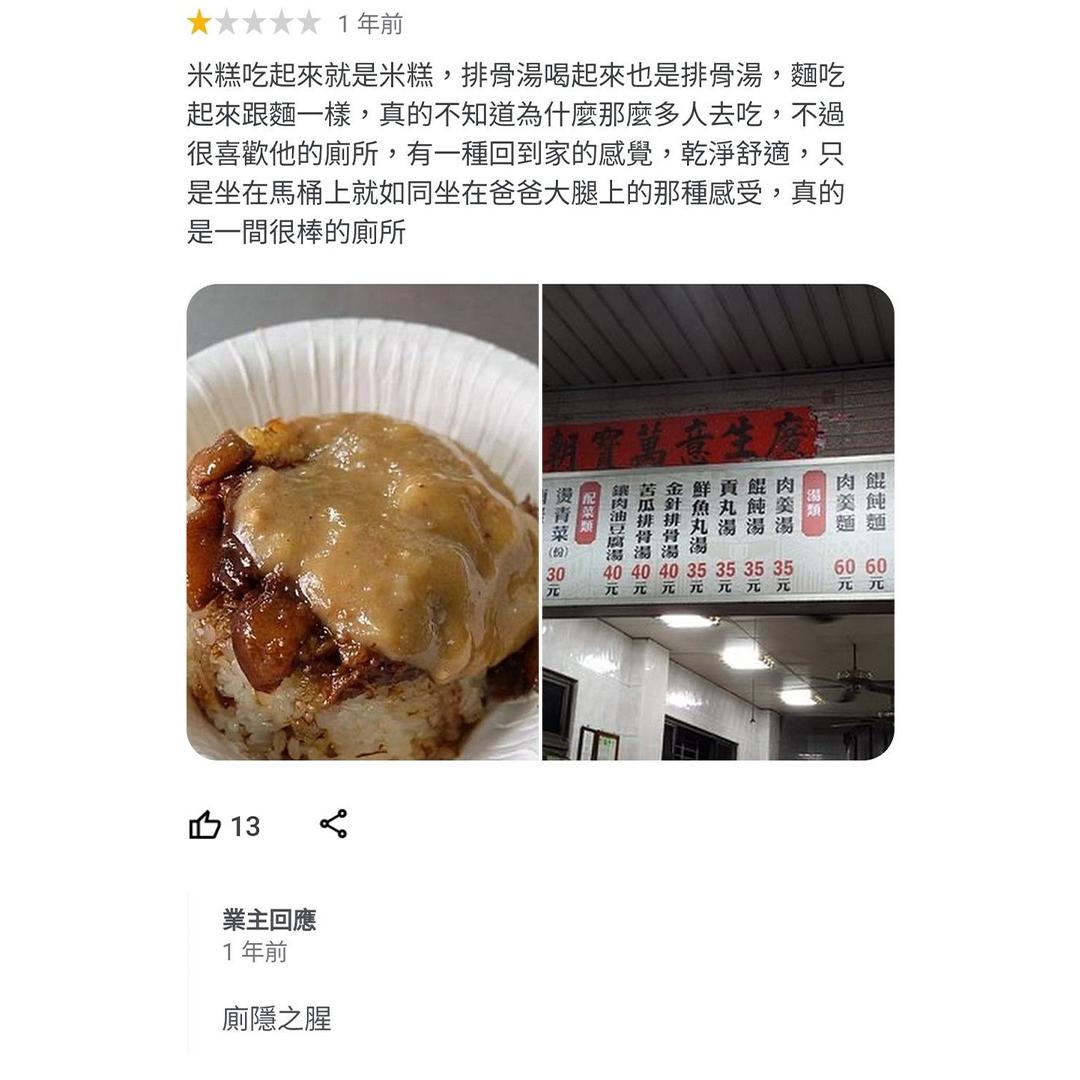 1 年前
米糕吃起來就是米糕，排骨湯喝起來也是排骨湯，麵吃
起來跟麵一樣，真的不知道為什麼那麼多人去吃，不過
很喜歡他的廁所，有一種回到家的感覺，乾淨舒適，只
是坐在馬桶上就如同坐在爸爸大腿上的那種感受，真的
是一間很棒的廁所
慶生意萬寶朝
餛飩麵 60元
肉羹麵 60元
湯類
肉羹湯 35元
餛飩湯 35元
貢丸湯 35元
鮮魚丸湯 35元
金針排骨湯 40元
苦瓜排骨湯 40元
鑲肉油豆腐湯 40元
配菜類
燙青菜(份) 30元
13
業主回應
1 年前
廁隱之腥